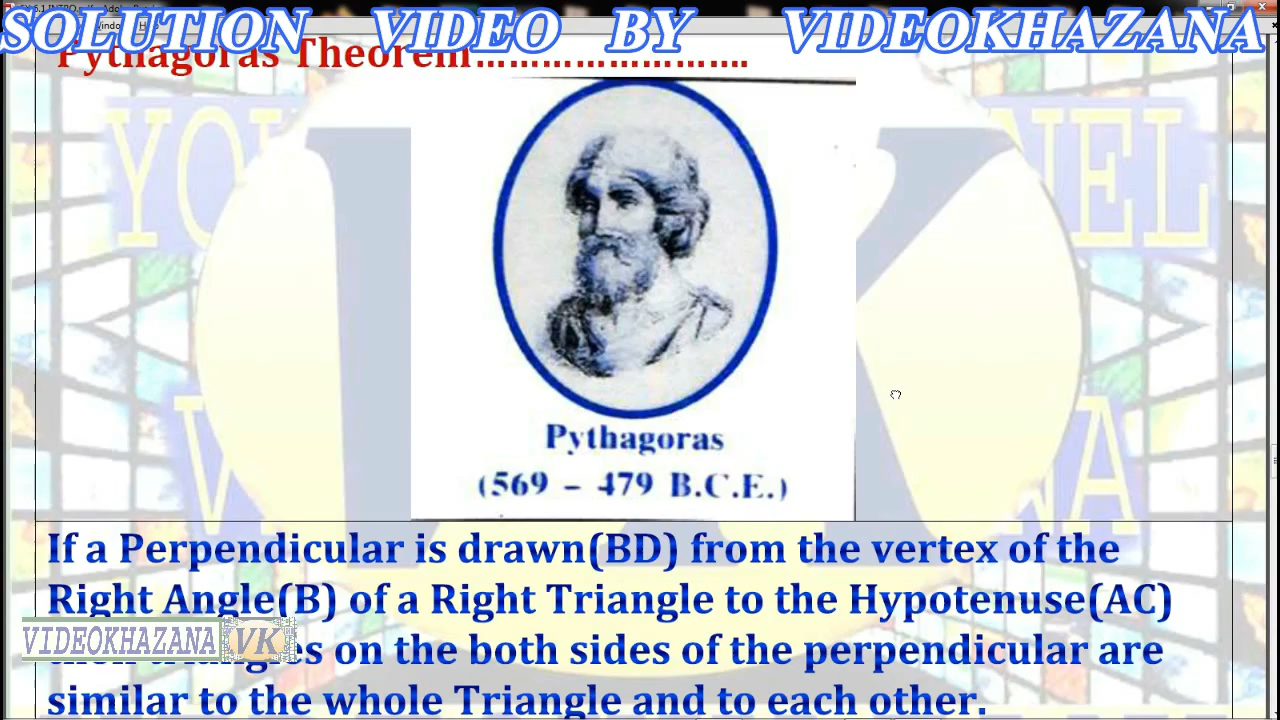 SOLUTION VIDEO BY VIDEOKHAZANA
Pythagoras Theorem…………………….
Pythagoras
(569 – 479 B.C.E.)
If a Perpendicular is drawn(BD) from the vertex of the
Right Angle(B) of a Right Triangle to the Hypotenuse(AC)
VIDEOKHAZANA VK
on the both sides of the perpendicular are
similar to the whole Triangle and to each other.